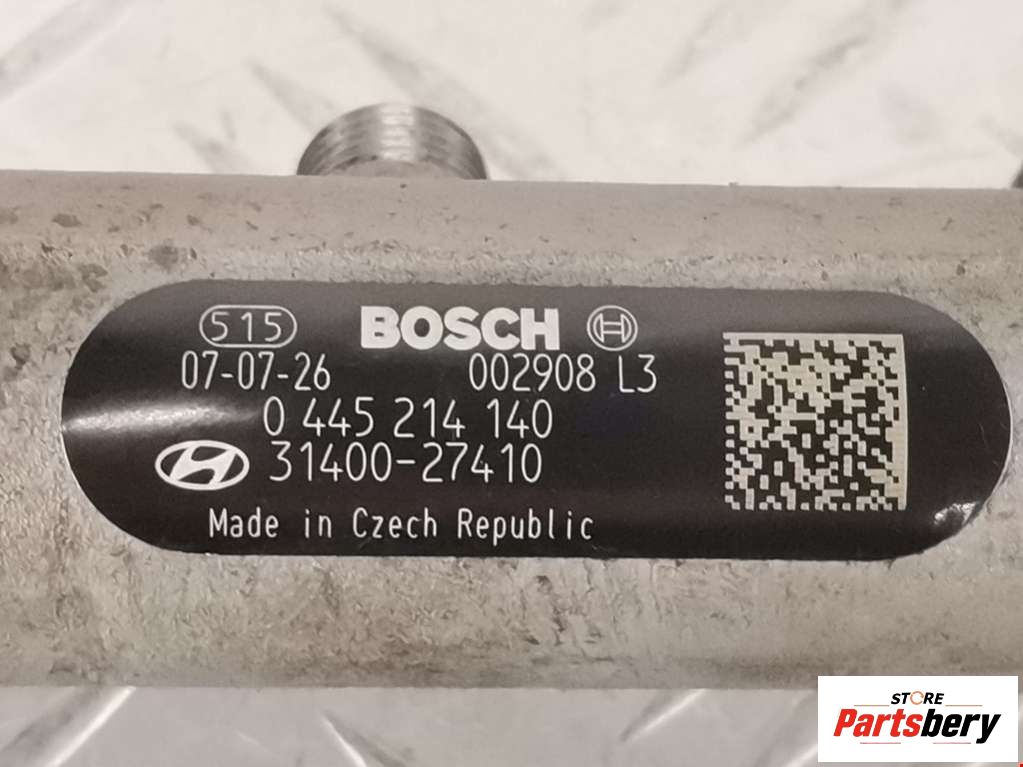 515 BOSCH
07-07-26 002908 L3
0 445 214 140
31400-27410
Made in Czech Republic
STORE
Partsbery